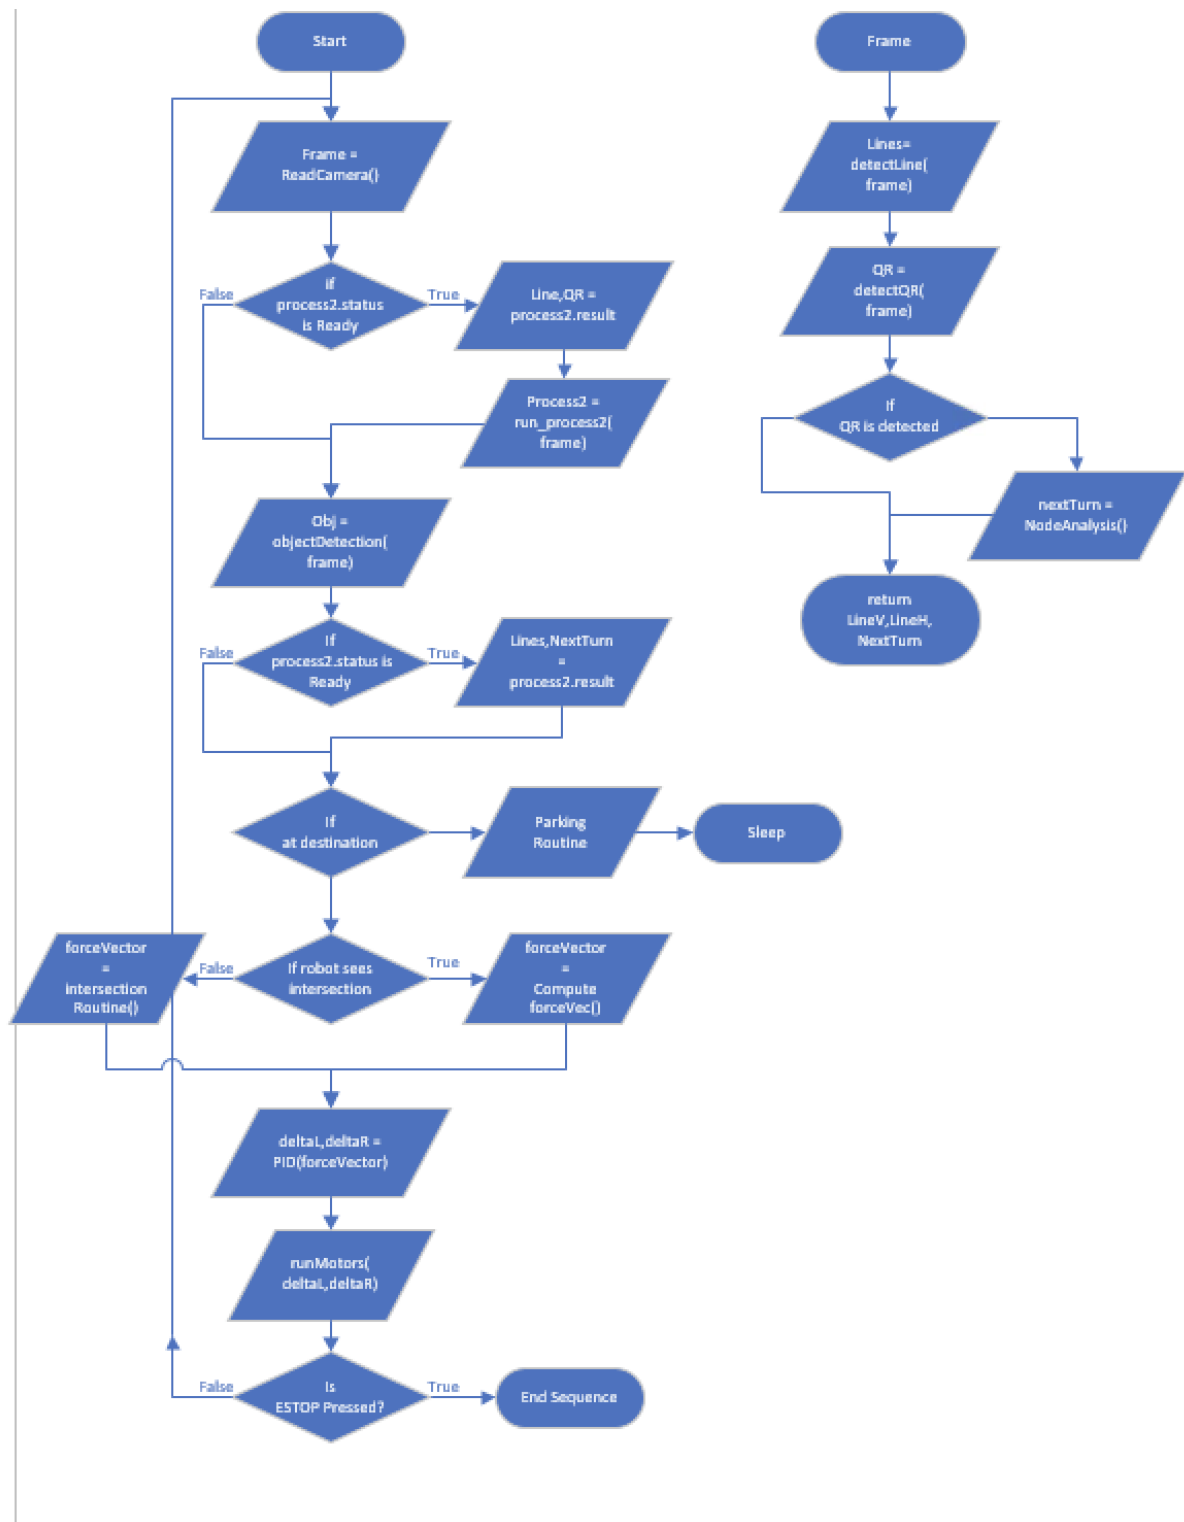 Start
Frame =
ReadCamera()
if
process2.status
is Ready
False
True
Line,QR =
process2.result
Process2 =
run_process2(
frame)
Obj =
objectDetection(
frame)
If
process2.status is
Ready
False
True
Lines,NextTurn
=
process2.result
If
at destination
Parking
Routine
Sleep
If robot sees
intersection
False
True
forceVector
=
intersection
Routine()
forceVector
=
Compute
forceVec()
deltaL,deltaR =
PID(forceVector)
runMotors(
deltaL,deltaR)
Is
ESTOP Pressed?
False
True
End Sequence
Frame
Lines=
detectLine(
frame)
QR =
detectQR(
frame)
If
QR is detected
nextTurn =
NodeAnalysis()
return
LineV,LineH,
NextTurn